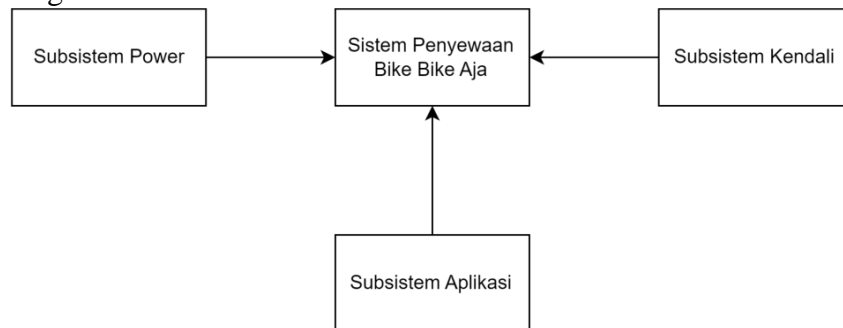 Subsistem Power
Sistem Penyewaan
Bike Bike Aja
Subsistem Kendali
Subsistem Aplikasi